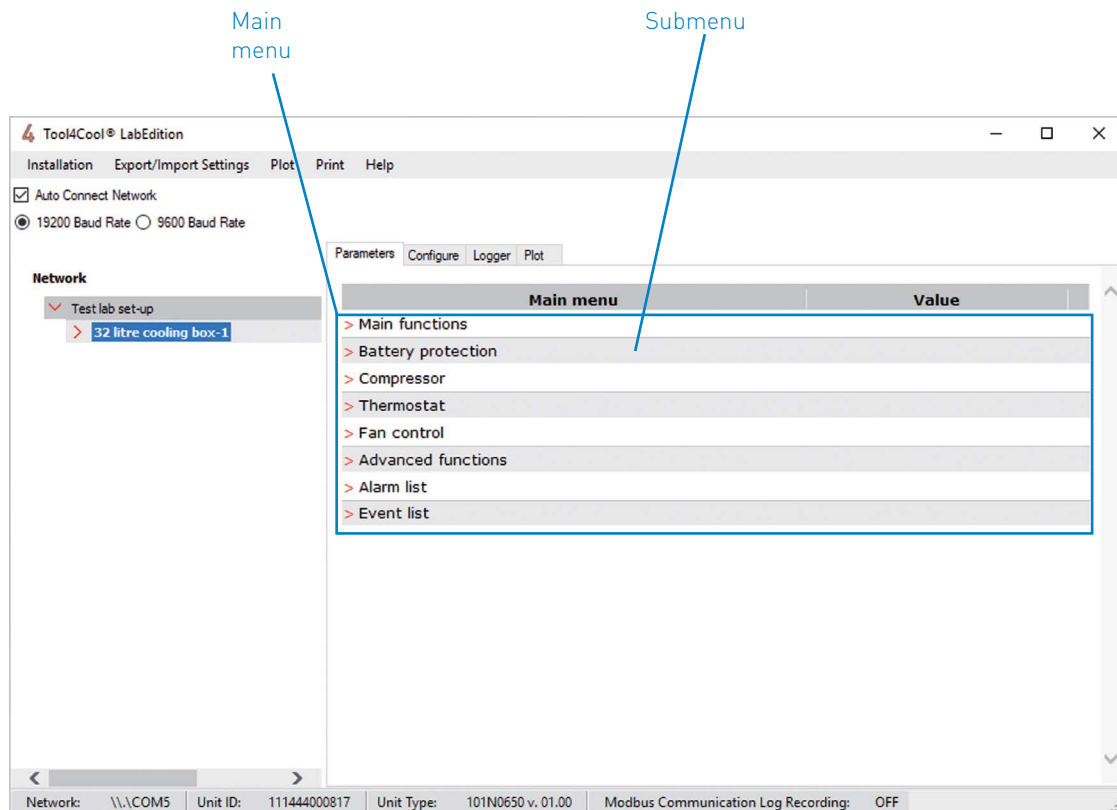 Main
menu
Submenu
4 Tool4Cool® LabEdition
Installation Export/Import Settings Plot Print Help
Auto Connect Network
19200 Baud Rate 9600 Baud Rate
Parameters Configure Logger Plot
Network
Main menu Value
Test lab set-up
> Main functions
32 litre cooling box-1
> Battery protection
> Compressor
> Thermostat
> Fan control
> Advanced functions
> Alarm list
> Event list
Network: \\.\COM5 Unit ID: 111444000817 Unit Type: 101N0650 v. 01.00 Modbus Communication Log Recording: OFF